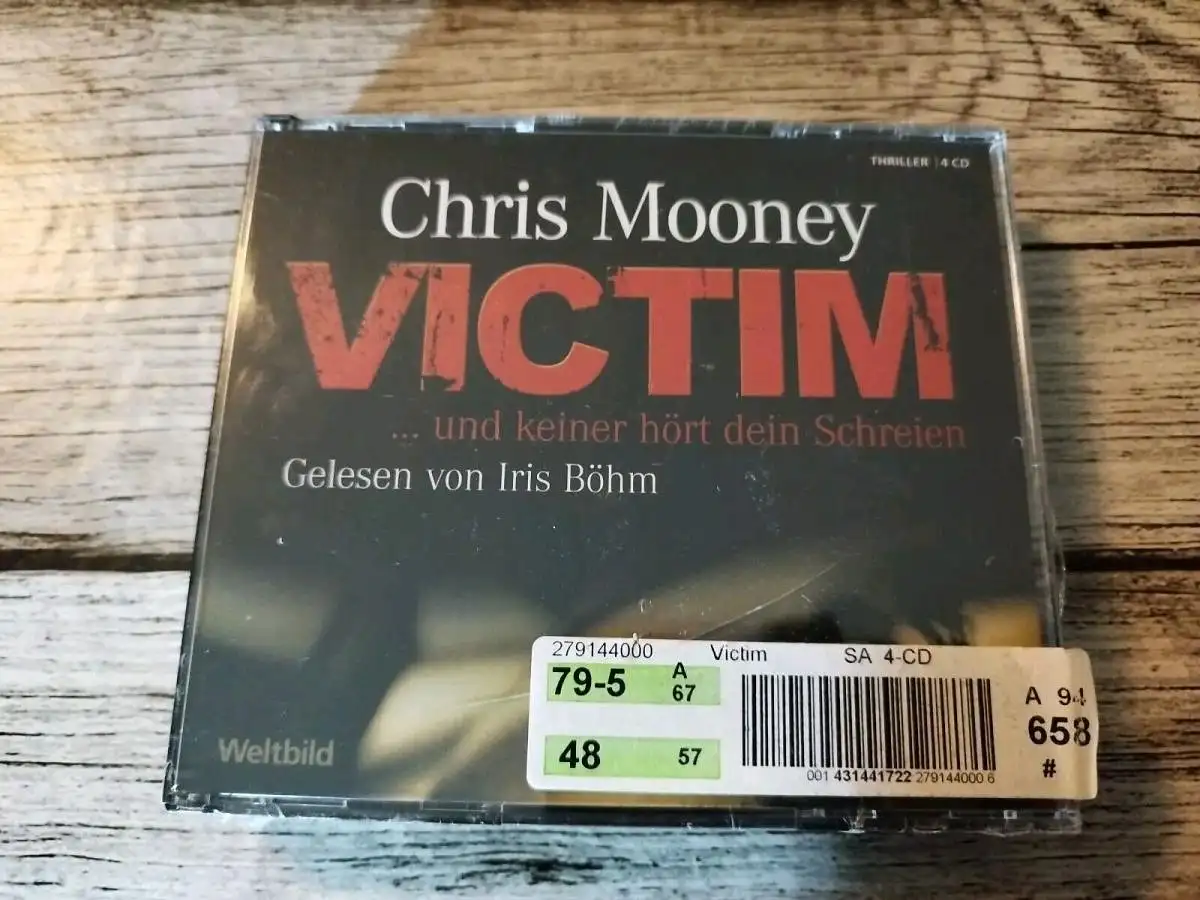 THRILLER | 4 CD
Chris Mooney
VICTIM
... und keiner hört dein Schreien
Gelesen von Iris Böhm
Weltbild
279144000 Victim SA 4-CD
79-5 A 67
48 57
A 94
658
#
001 431441722 279144000 6